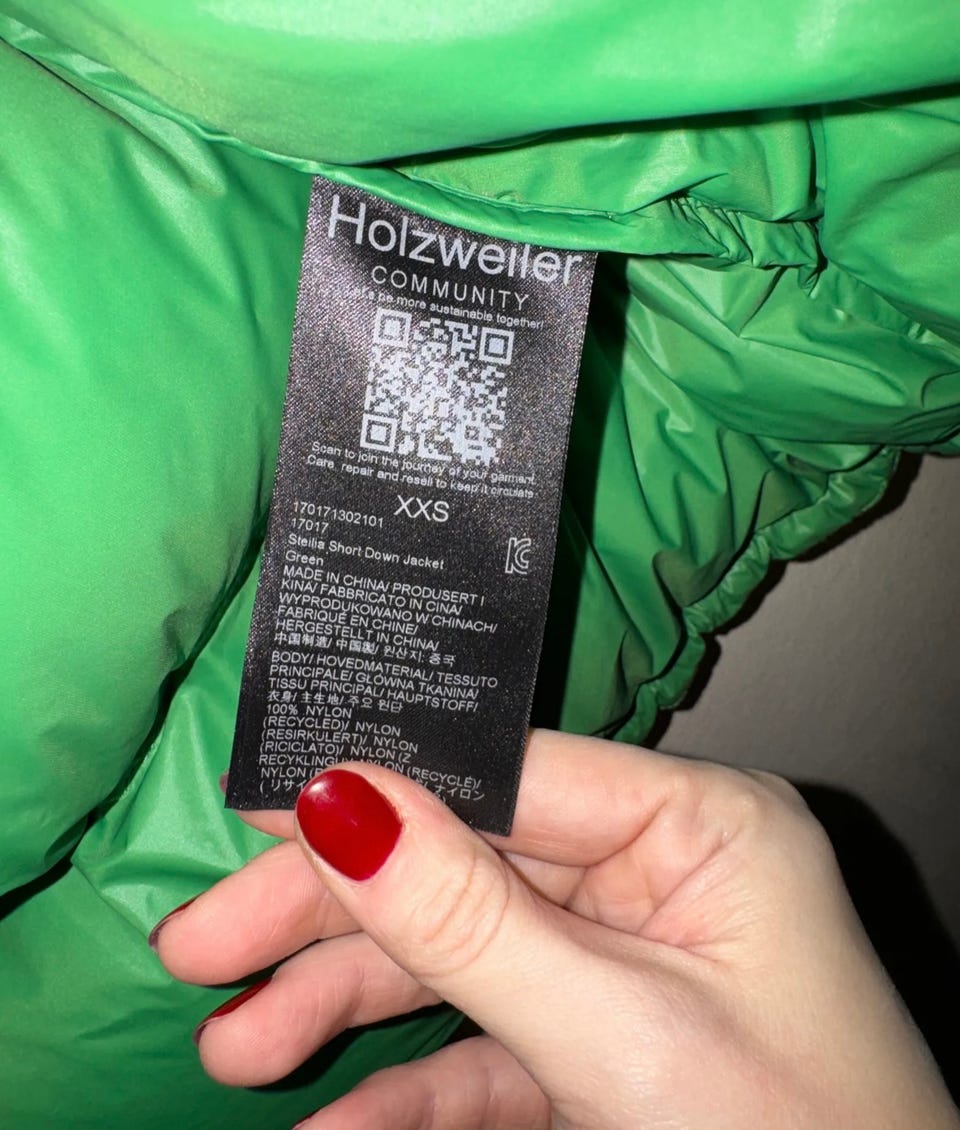 Holzweiler
COMMUNITY
be more sustainable together!
Scan to join the journey of your garment.
Care, repair and resell to keep it circulate
XXS
170171302101
17017
Steilia Short Down Jacket
Green
MADE IN CHINA/ PRODUSERT I
KINA/ FABBRICATO IN CINA/
WYPRODUKOWANO W CHINACH/
FABRIQUÉ EN CHINE/
HERGESTELLT IN CHINA/
中国制造/ 中国製/ 원산지: 중국
BODY/ HOVEDMATERIAL/ TESSUTO
PRINCIPALE/ GŁÓWNA TKANINA/
TISSU PRINCIPAL/ HAUPTSTOFF/
衣身/ 主生地/ 주요 원단
100% NYLON
(RECYCLED)/ NYLON
(RESIRKULERT)/ NYLON
(RICICLATO)/ NYLON (Z
NYLON (RECYCLÉ)/
NYLON
ナイロン